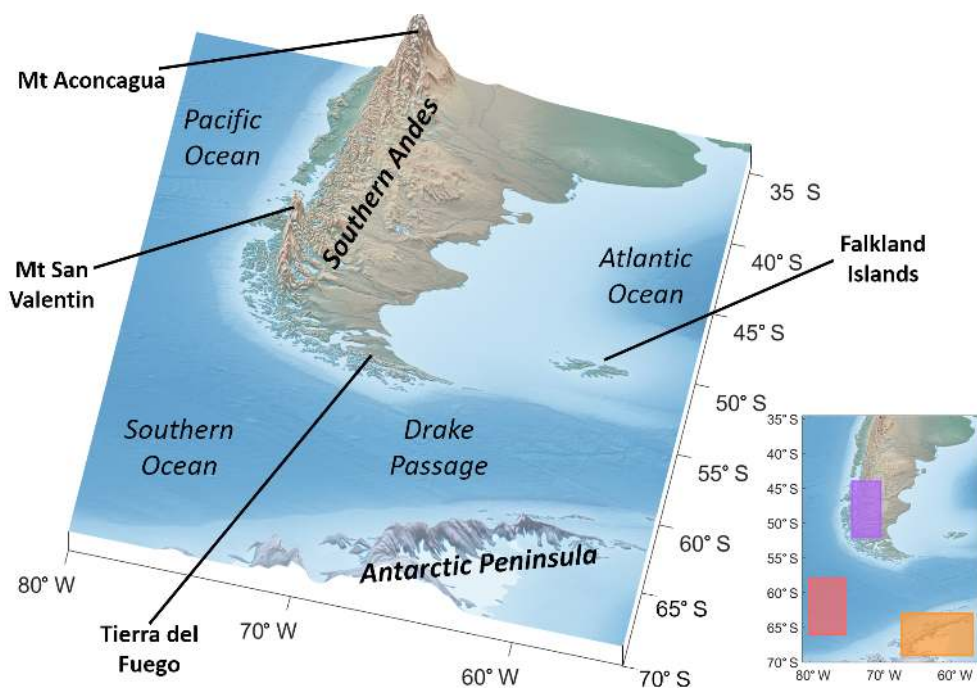 Mt Aconcagua
Pacific
Ocean
Southern Andes
35° S
40° S
Falkland
Islands
Atlantic
Ocean
Mt San
Valentin
45° S
50° S
Southern
Ocean
Drake
Passage
55° S
60° S
Antarctic Peninsula
65° S
80° W
70° W
60° W
70° S
Tierra del
Fuego
35° S
40° S
45° S
50° S
55° S
60° S
65° S
70° S
80° W
70° W
60° W